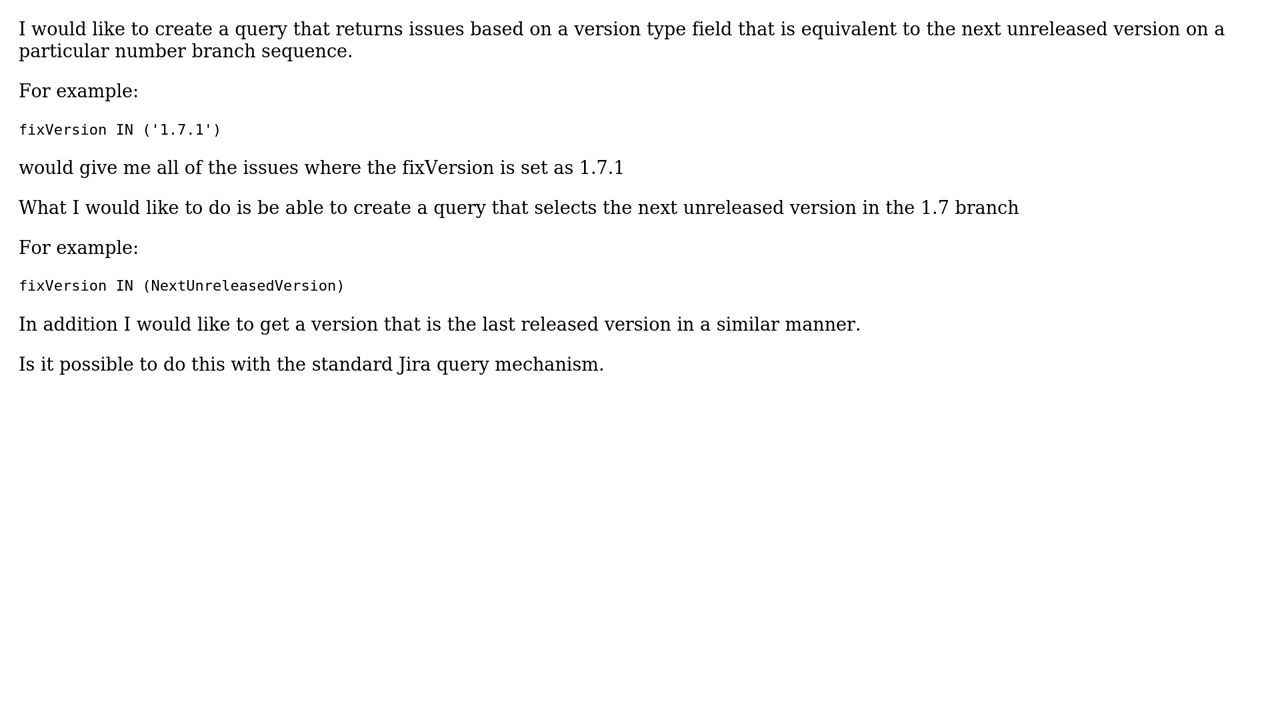 I would like to create a query that returns issues based on a version type field that is equivalent to the next unreleased version on a
particular number branch sequence.
For example:
fixVersion IN ('1.7.1')
would give me all of the issues where the fixVersion is set as 1.7.1
What I would like to do is be able to create a query that selects the next unreleased version in the 1.7 branch
For example:
fixVersion IN (NextUnreleasedVersion)
In addition I would like to get a version that is the last released version in a similar manner.
Is it possible to do this with the standard Jira query mechanism.